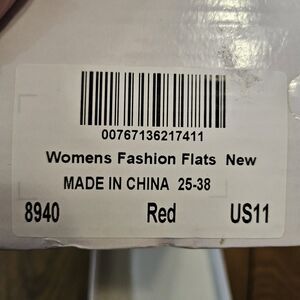 00767136217411
Womens Fashion Flats New
MADE IN CHINA 25-38
8940 Red US11